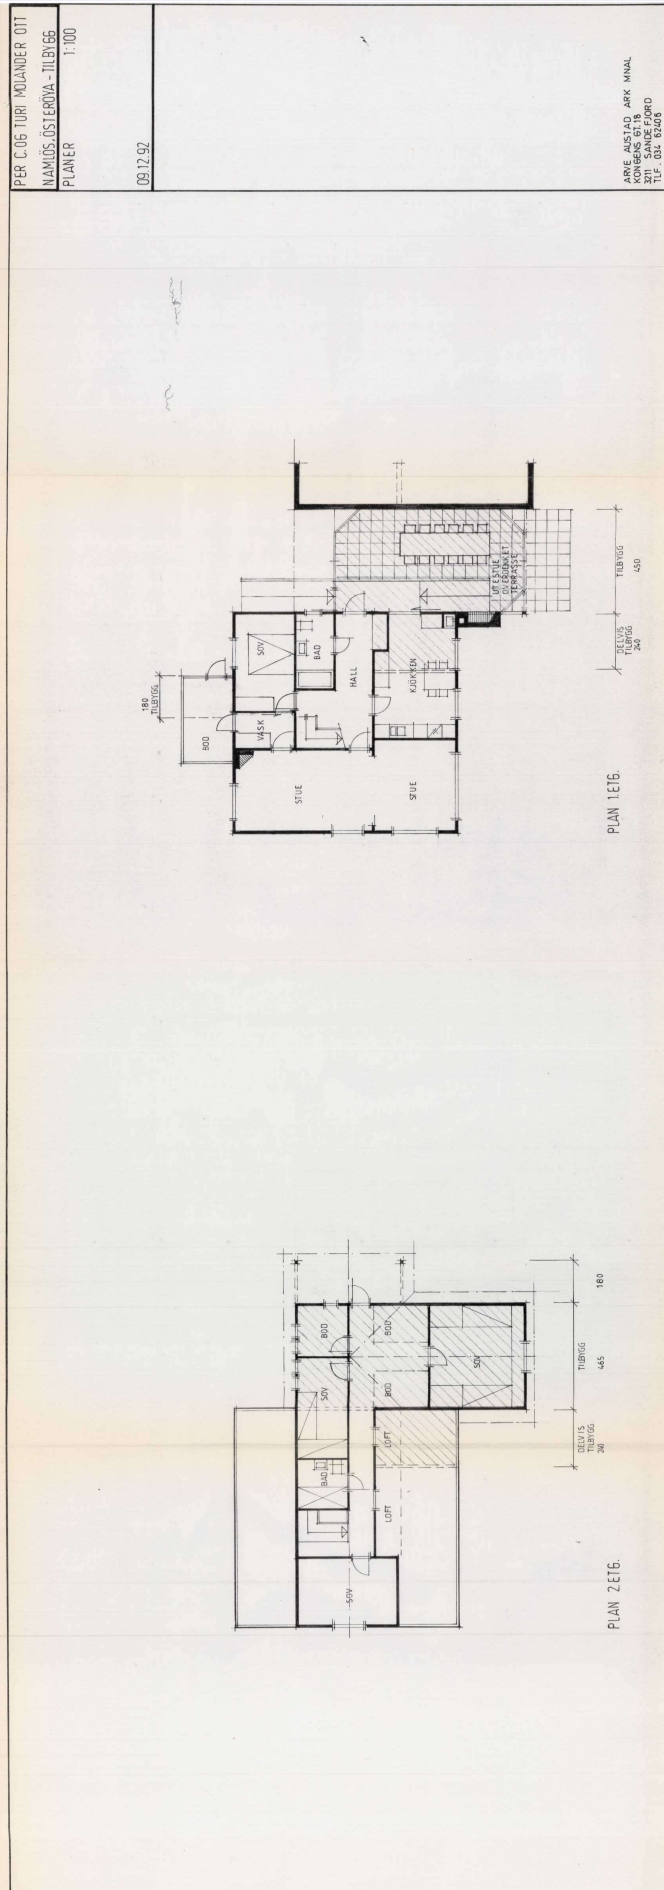 PER C.OG TURI MOLANDER OTT
NAMLÖS, ÖSTERÖYA - TILBYGG
PLANER 1:100
09.12.92
ARVE AUSTAD ARK MNAL
KONGENS GT.18
3211 SANDEFJORD
TLF. 034 62406
180
TILBYGG
BOD
SOV
VASK
BAD
HALL
KJÖKKEN
STUE
STUE
UTESTUE
OVERDEKKET
TERRASSE
DELVIS
TILBYGG
240
TILBYGG
450
PLAN 1.ETG.
BOD
BOD
SOV
BOD
SOV
BAD
LOFT
LOFT
SOV
DELVIS
TILBYGG
240
TILBYGG
465
180
PLAN 2.ETG.